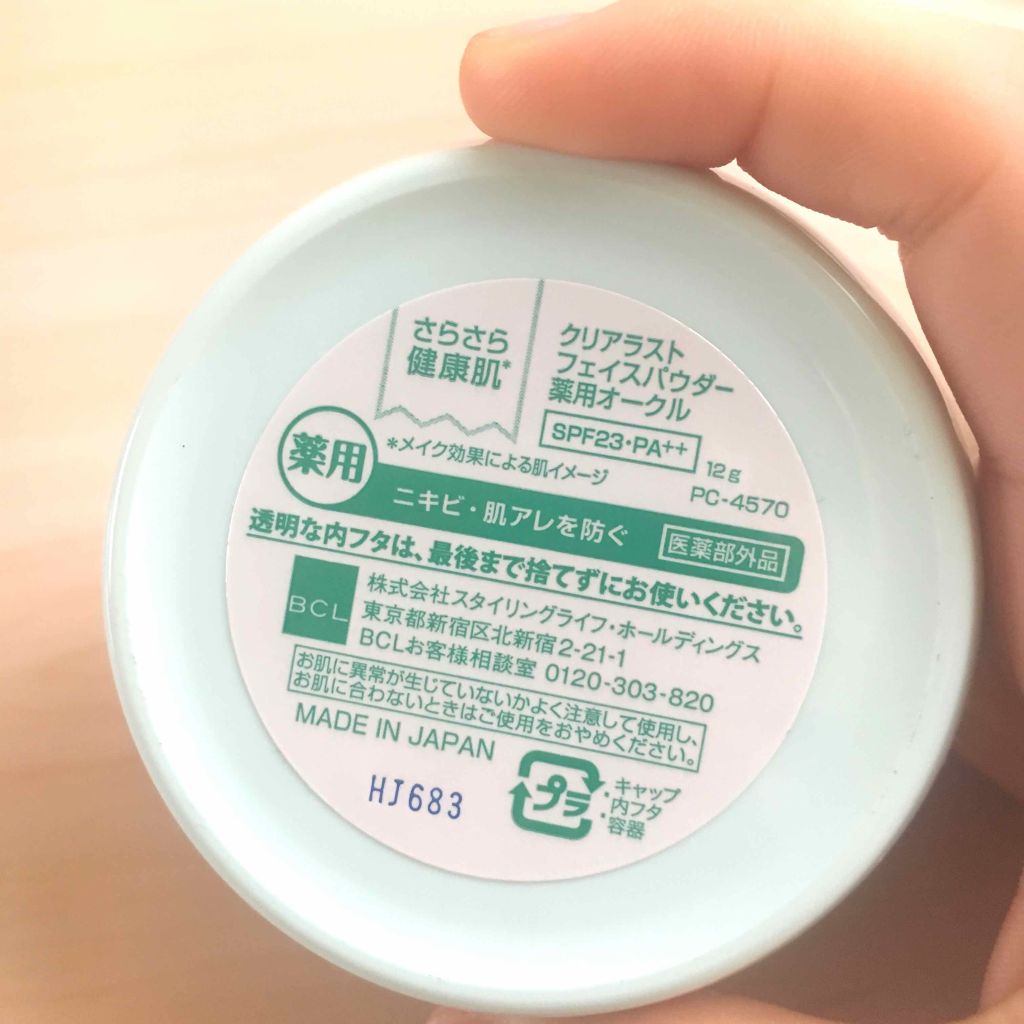 さらさら
健康肌*
クリアラスト
フェイスパウダー
薬用オークル
SPF23・PA++
12g
*メイク効果による肌イメージ
PC-4570
薬用
ニキビ・肌アレを防ぐ
医薬部外品
透明な内フタは、最後まで捨てずにお使いください。
BCL
株式会社スタイリングライフ・ホールディングス
東京都新宿区北新宿2-21-1
BCLお客様相談室 0120-303-820
お肌に異常が生じていないかよく注意して使用し、
お肌に合わないときはご使用をおやめください。
MADE IN JAPAN
HJ683
プラ
・キャップ
・内フタ
・容器